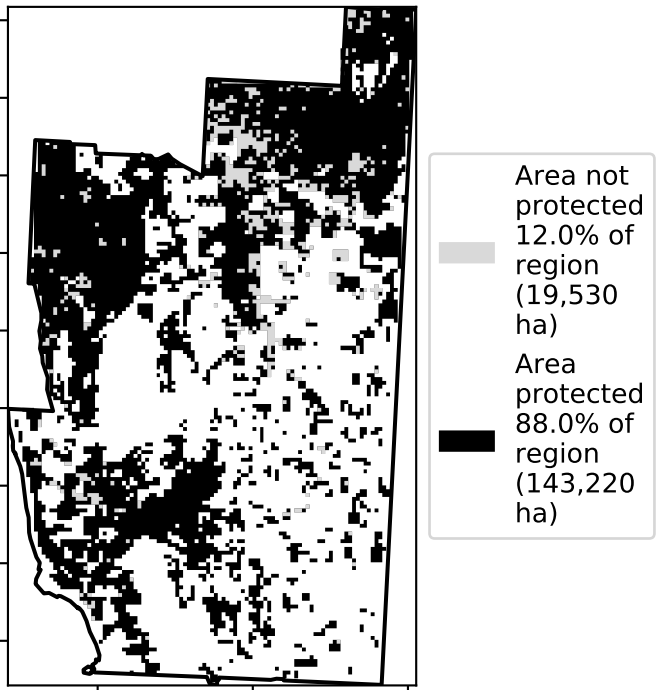 Area not
protected
12.0% of
region
(19,530
ha)
Area
protected
88.0% of
region
(143,220
ha)